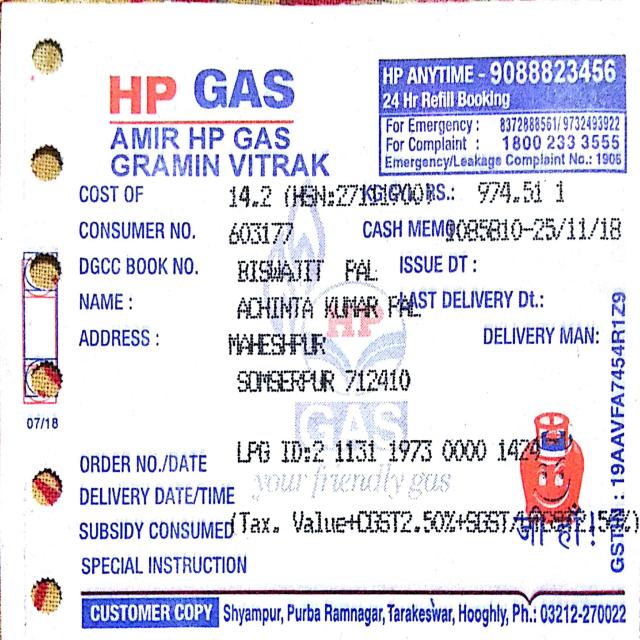 HP GAS
AMIR HP GAS
GRAMIN VITRAK
HP ANYTIME - 9088823456
24 Hr Refill Booking
For Emergency : 8372888561/9732493922
For Complaint : 1800 233 3555
Emergency/Leakage Complaint No.: 1906
COST OF 14.2 (HSN: RS.: 974.51 1
CONSUMER NO. 603177 CASH MEMO 1085810-25/11/18
DGCC BOOK NO. BISWAJIT PAL ISSUE DT :
NAME : ACHINTA KUMAR PAL LAST DELIVERY Dt.:
ADDRESS : MAHESHPUR DELIVERY MAN:
SOMSERPUR 712410
HP
GAS
your friendly gas
07/18
ORDER NO./DATE LPG ID:2 1131 1973 0000 1424
DELIVERY DATE/TIME
SUBSIDY CONSUMED (Tax. Value+CGST2.50%+SGST/
SPECIAL INSTRUCTION
जी हाँ!
GSTIN : 19AAVFA7454R1Z9
CUSTOMER COPY Shyampur, Purba Ramnagar, Tarakeswar, Hooghly, Ph.: 03212-270022